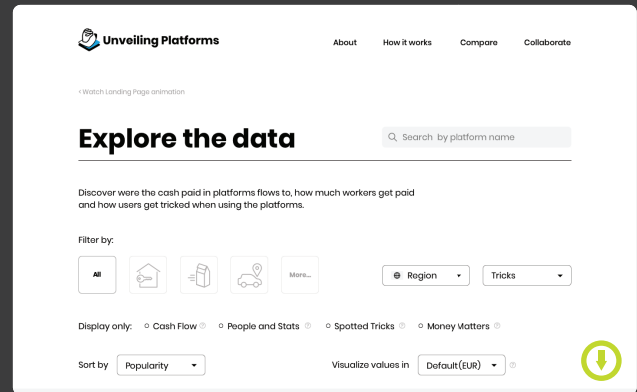 Unveiling Platforms
About How it works Compare Collaborate
<Watch Landing Page animation
Explore the data
Search by platform name
Discover were the cash paid in platforms flows to, how much workers get paid
and how users get tricked when using the platforms.
Filter by:
All
More...
Region
Tricks
Display only: Cash Flow ? People and Stats ? Spotted Tricks ? Money Matters ?
Sort by Popularity
Visualize values in Default(EUR) ?